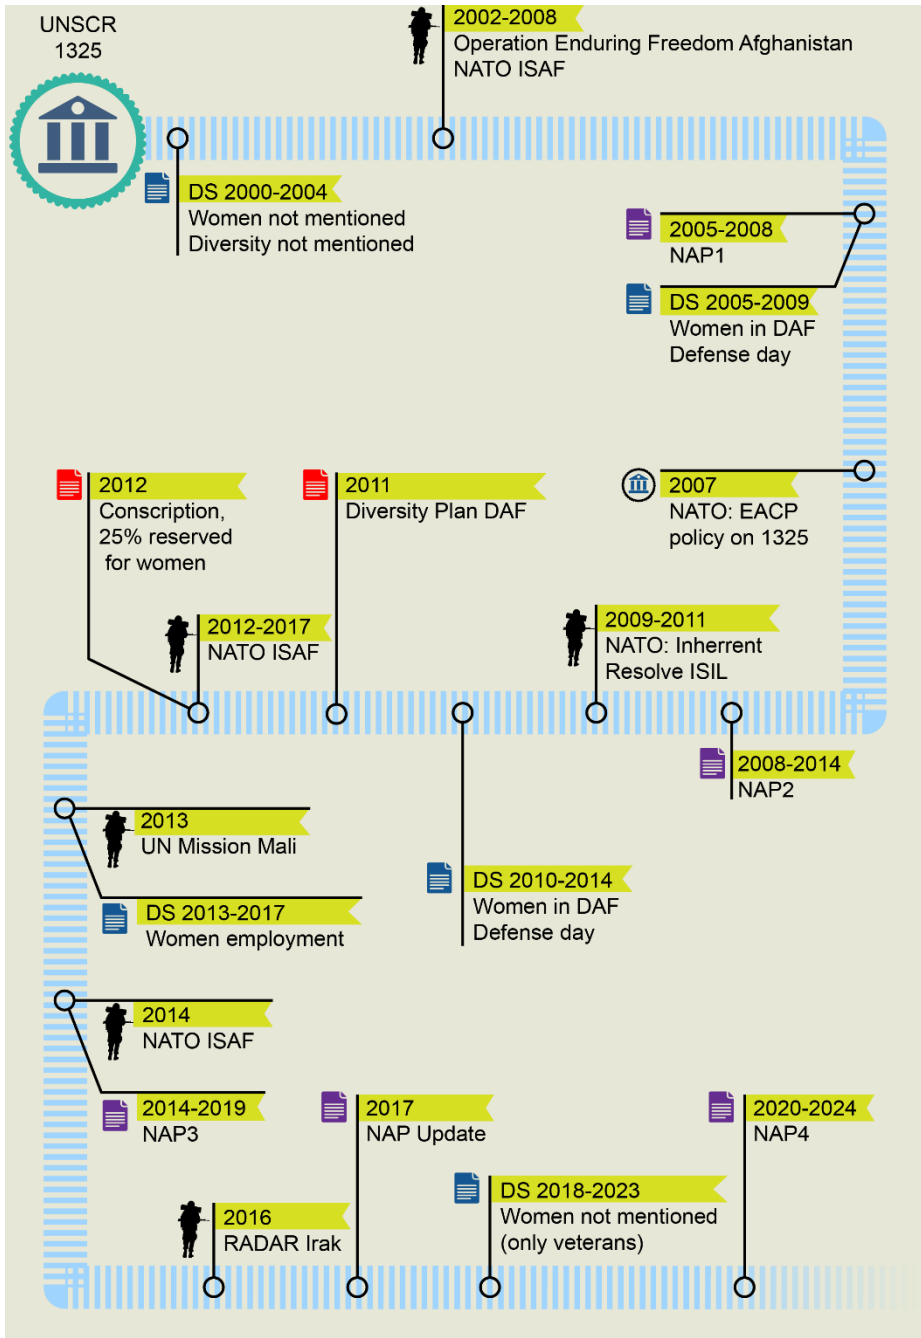 UNSCR
1325
2002-2008
Operation Enduring Freedom Afghanistan
NATO ISAF
DS 2000-2004
Women not mentioned
Diversity not mentioned
2005-2008
NAP1
DS 2005-2009
Women in DAF
Defense day
2007
NATO: EACP
policy on 1325
2012
Conscription,
25% reserved
for women
2011
Diversity Plan DAF
2012-2017
NATO ISAF
2009-2011
NATO: Inherrent
Resolve ISIL
2008-2014
NAP2
DS 2010-2014
Women in DAF
Defense day
2013
UN Mission Mali
DS 2013-2017
Women employment
2014
NATO ISAF
2014-2019
NAP3
2016
RADAR Irak
2017
NAP Update
DS 2018-2023
Women not mentioned
(only veterans)
2020-2024
NAP4